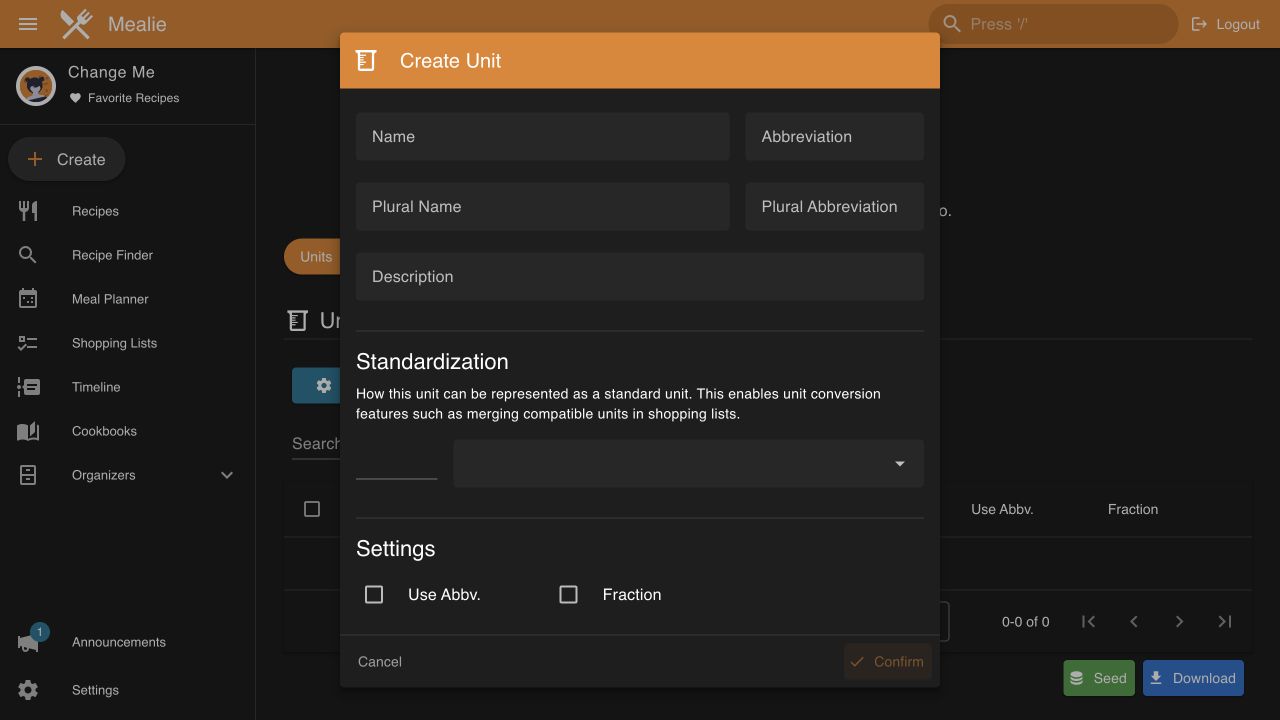 Mealie
Press '/'
Logout
Change Me
Favorite Recipes
Create
Recipes
Recipe Finder
Meal Planner
Shopping Lists
Timeline
Cookbooks
Organizers
1
Announcements
Settings
Create Unit
Name
Abbreviation
Plural Name
Plural Abbreviation
Description
Standardization
How this unit can be represented as a standard unit. This enables unit conversion
features such as merging compatible units in shopping lists.
Settings
Use Abbv.
Fraction
Cancel
Confirm
Units
Search
Use Abbv.
Fraction
0-0 of 0
Seed
Download